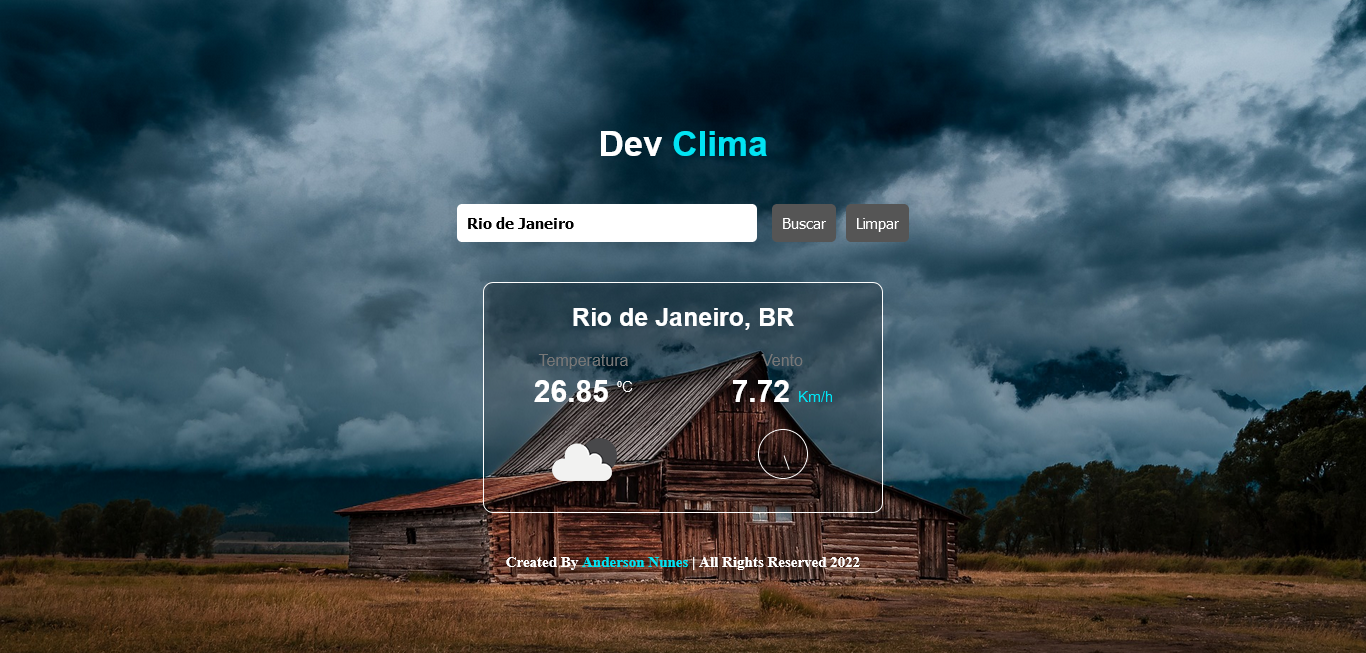 Dev Clima
Rio de Janeiro
Buscar
Limpar
Rio de Janeiro, BR
Temperatura
Vento
26.85 ºC
7.72 Km/h
Created By Anderson Nunes | All Rights Reserved 2022